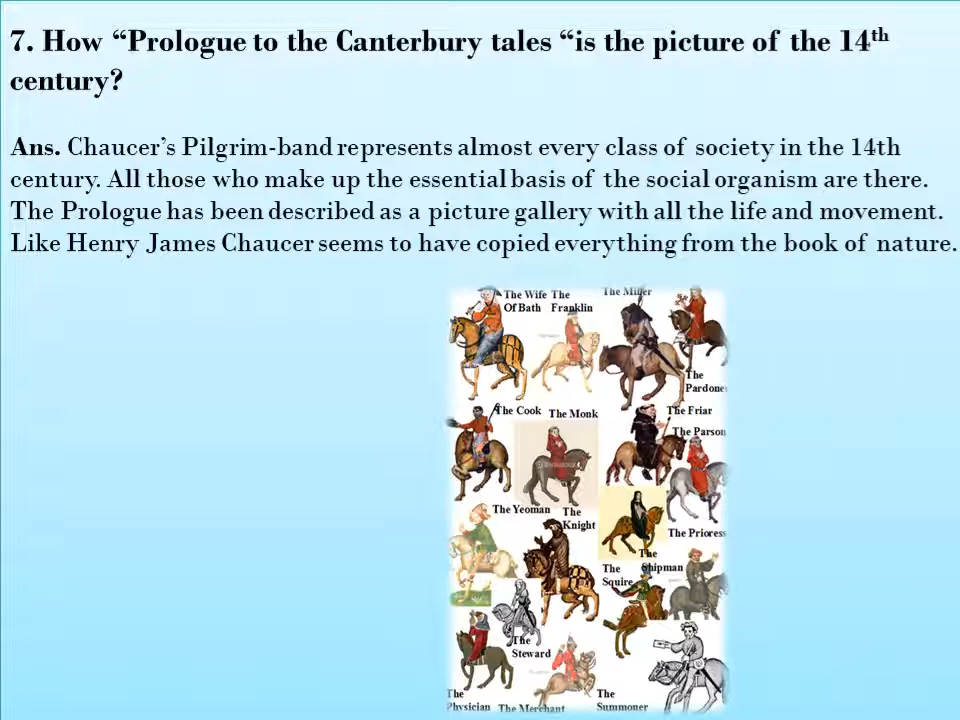 7. How “Prologue to the Canterbury tales “is the picture of the 14th
century?
Ans. Chaucer’s Pilgrim-band represents almost every class of society in the 14th
century. All those who make up the essential basis of the social organism are there.
The Prologue has been described as a picture gallery with all the life and movement.
Like Henry James Chaucer seems to have copied everything from the book of nature.
The Wife Of Bath
The Franklin
The Miller
The Pardone
The Cook
The Monk
The Friar
The Parson
The Yeoman
The Knight
The Prioress
The Shipman
The Squire
The Steward
The Physician
The Merchant
The Summoner